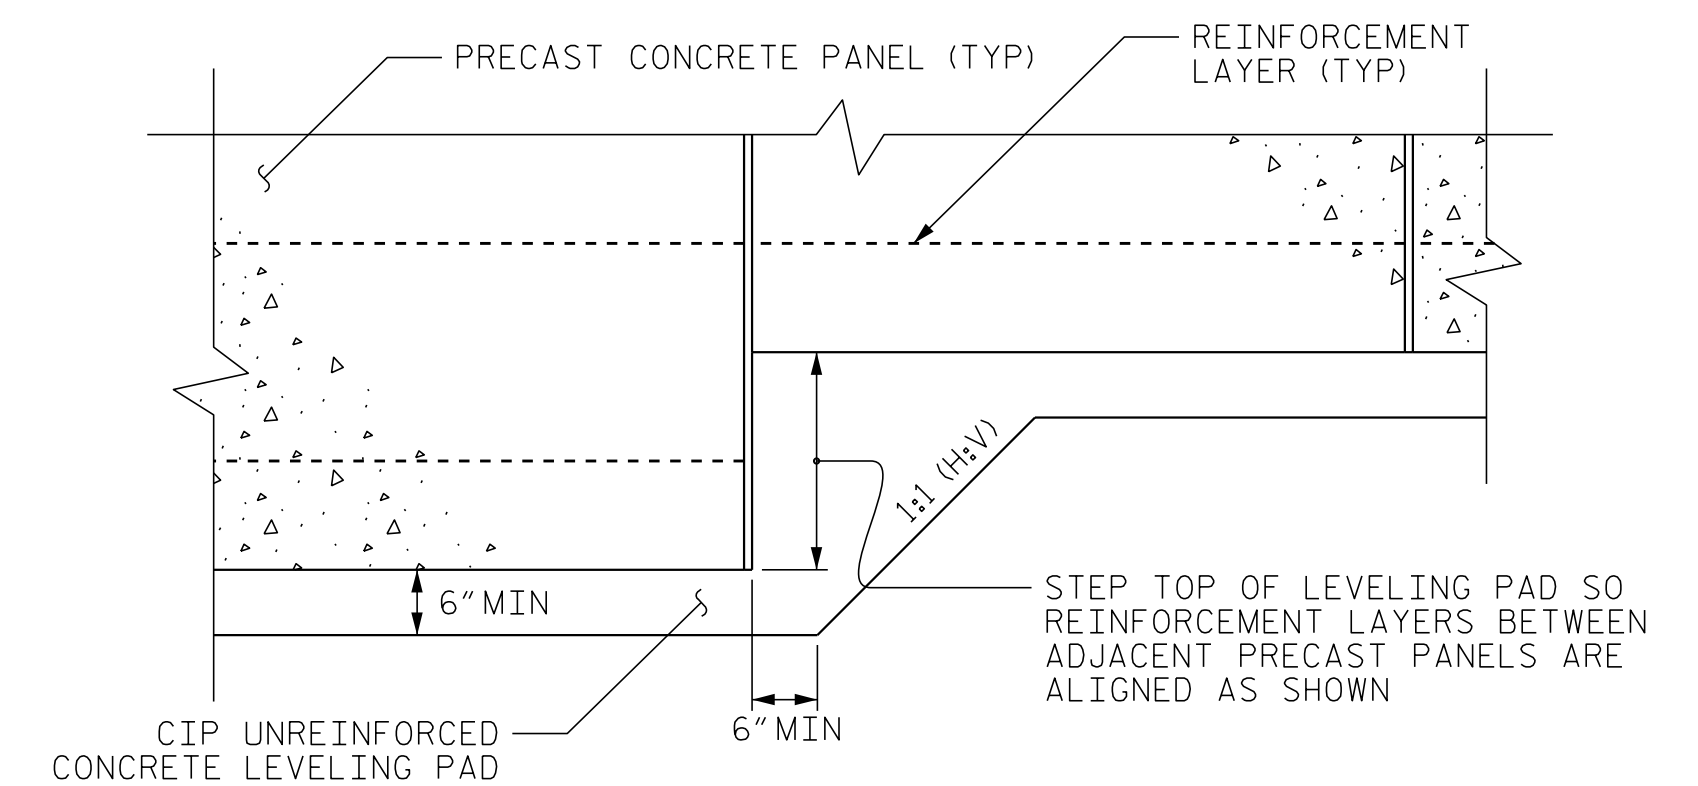 PRECAST CONCRETE PANEL (TYP)
REINFORCEMENT
LAYER (TYP)
1:1 (H:V)
6" MIN
STEP TOP OF LEVELING PAD SO
REINFORCEMENT LAYERS BETWEEN
ADJACENT PRECAST PANELS ARE
ALIGNED AS SHOWN
6" MIN
CIP UNREINFORCED
CONCRETE LEVELING PAD